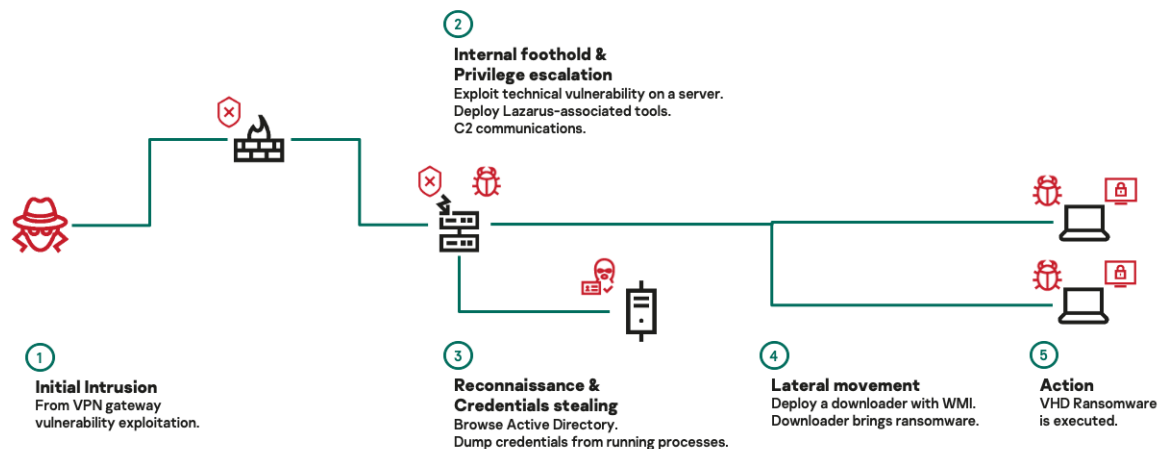 2
Internal foothold &
Privilege escalation
Exploit technical vulnerability on a server.
Deploy Lazarus-associated tools.
C2 communications.
1
Initial Intrusion
From VPN gateway
vulnerability exploitation.
3
Reconnaissance &
Credentials stealing
Browse Active Directory.
Dump credentials from running processes.
4
Lateral movement
Deploy a downloader with WMI.
Downloader brings ransomware.
5
Action
VHD Ransomware
is executed.